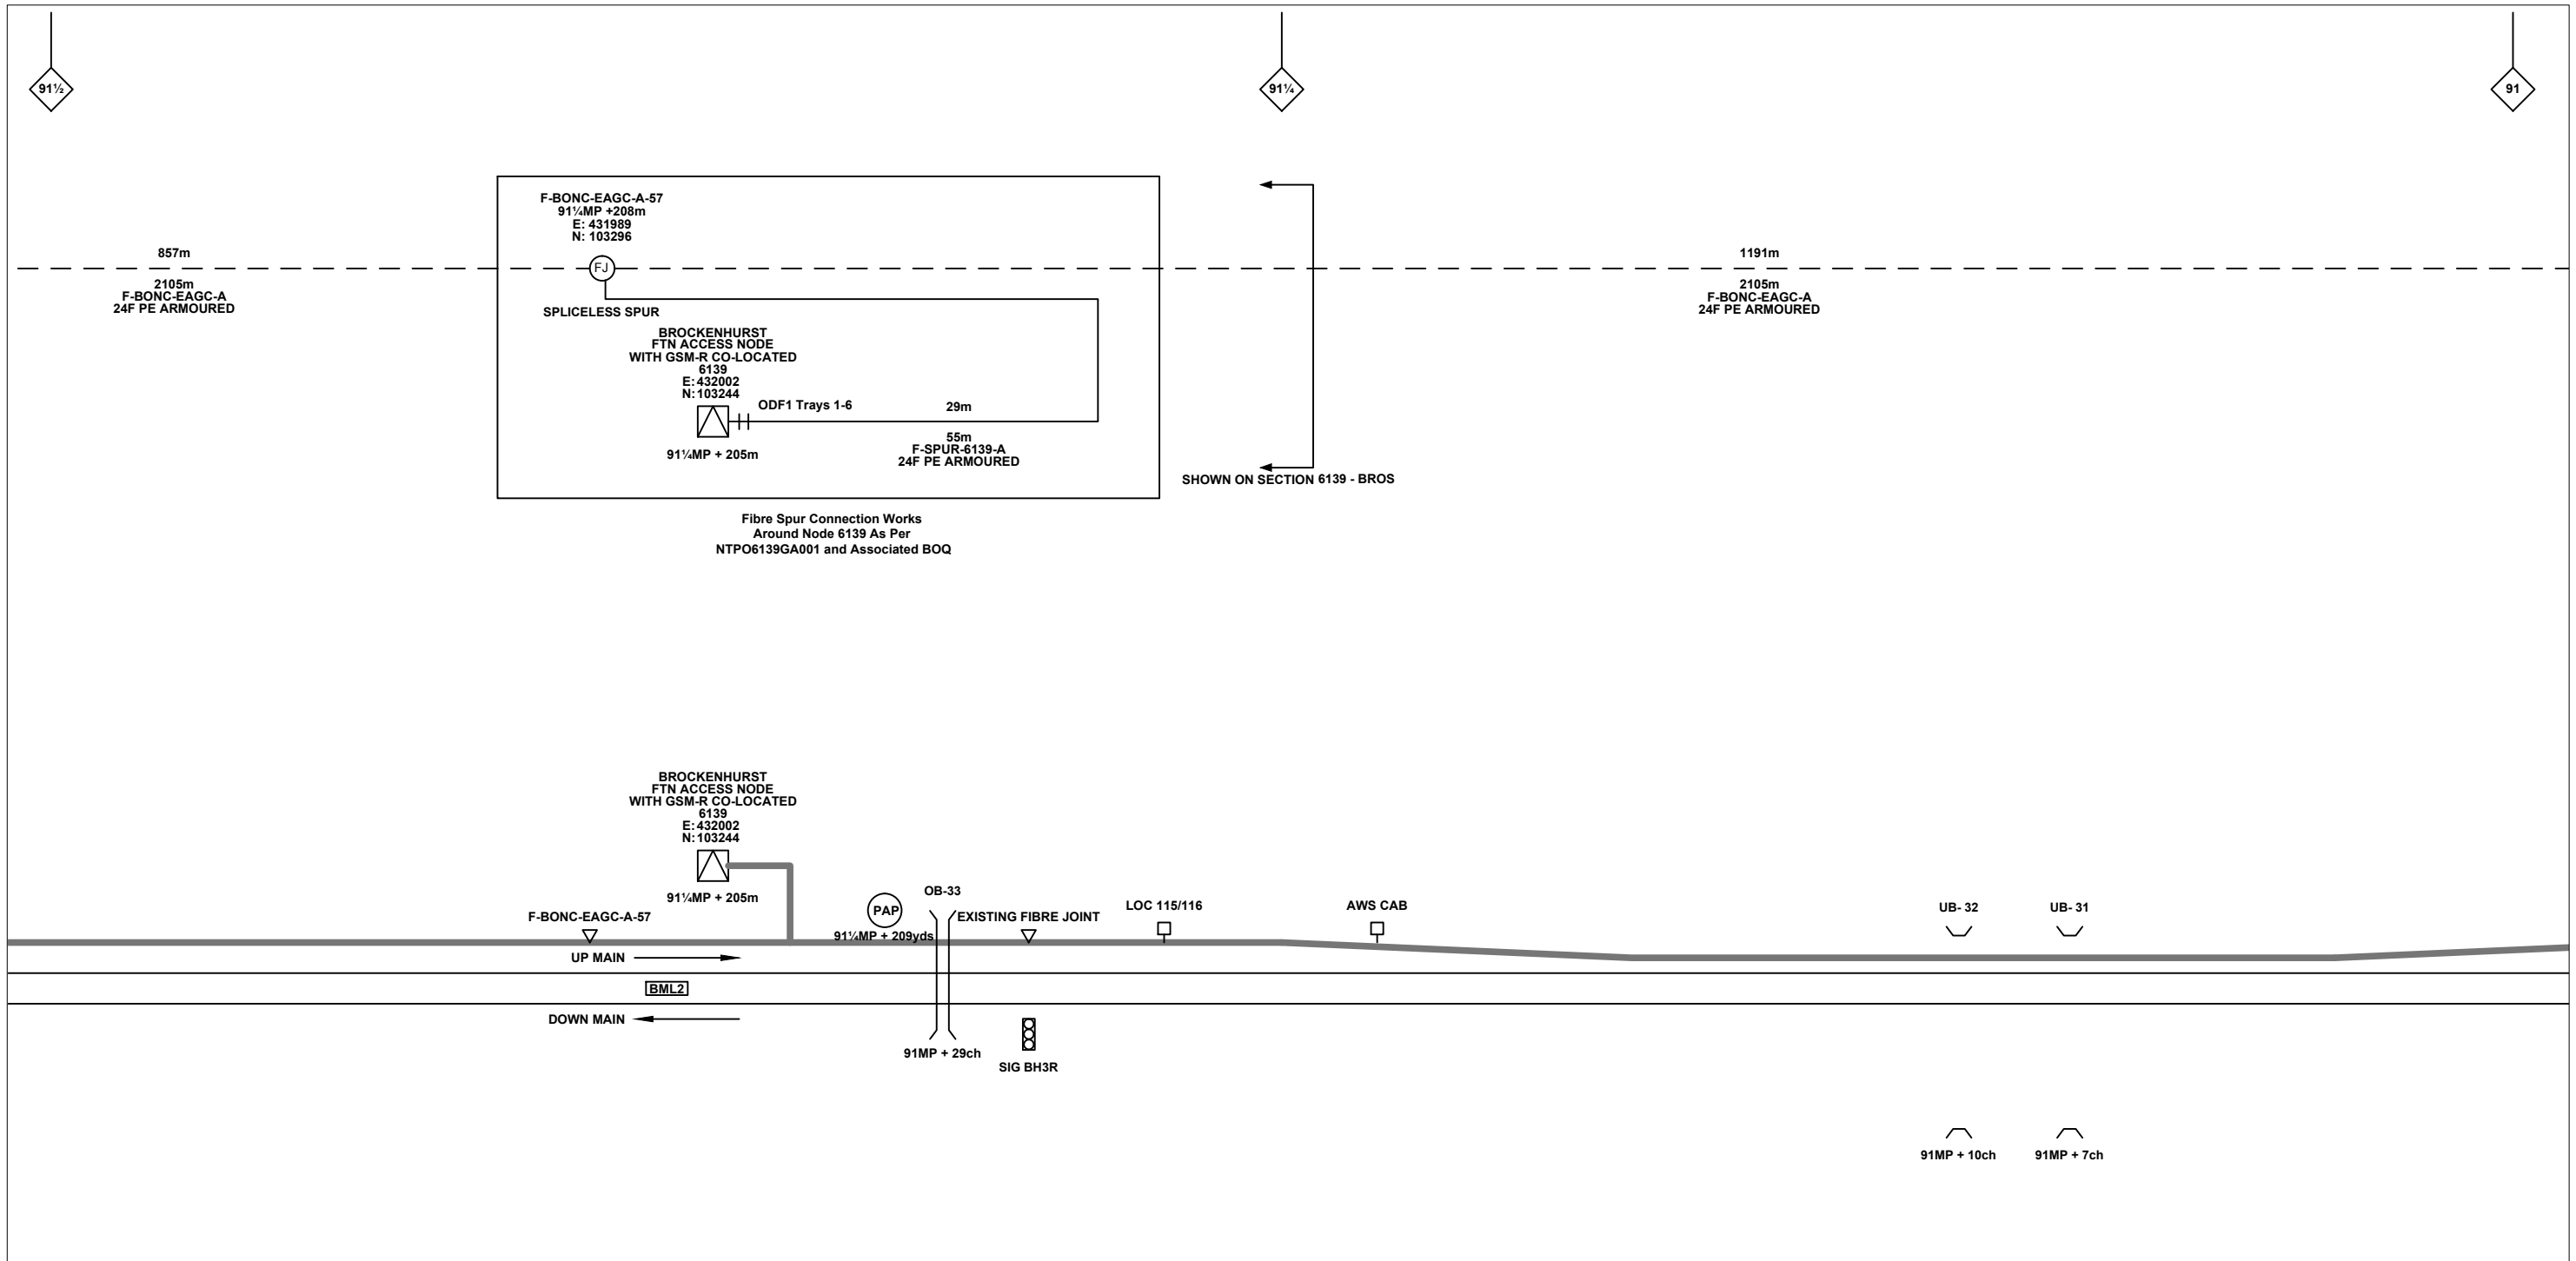 91½
91¼
91
F-BONC-EAGC-A-57
91¼MP +208m
E: 431989
N: 103296
FJ
857m
2105m
F-BONC-EAGC-A
24F PE ARMOURED
1191m
2105m
F-BONC-EAGC-A
24F PE ARMOURED
SPLICELESS SPUR
BROCKENHURST
FTN ACCESS NODE
WITH GSM-R CO-LOCATED
6139
E: 432002
N: 103244
ODF1 Trays 1-6
29m
55m
F-SPUR-6139-A
24F PE ARMOURED
91¼MP + 205m
SHOWN ON SECTION 6139 - BROS
Fibre Spur Connection Works
Around Node 6139 As Per
NTPO6139GA001 and Associated BOQ
BROCKENHURST
FTN ACCESS NODE
WITH GSM-R CO-LOCATED
6139
E: 432002
N: 103244
91¼MP + 205m
F-BONC-EAGC-A-57
PAP
91¼MP + 209yds
OB-33
EXISTING FIBRE JOINT
LOC 115/116
AWS CAB
UB- 32
UB- 31
UP MAIN
BML2
DOWN MAIN
91MP + 29ch
SIG BH3R
91MP + 10ch
91MP + 7ch